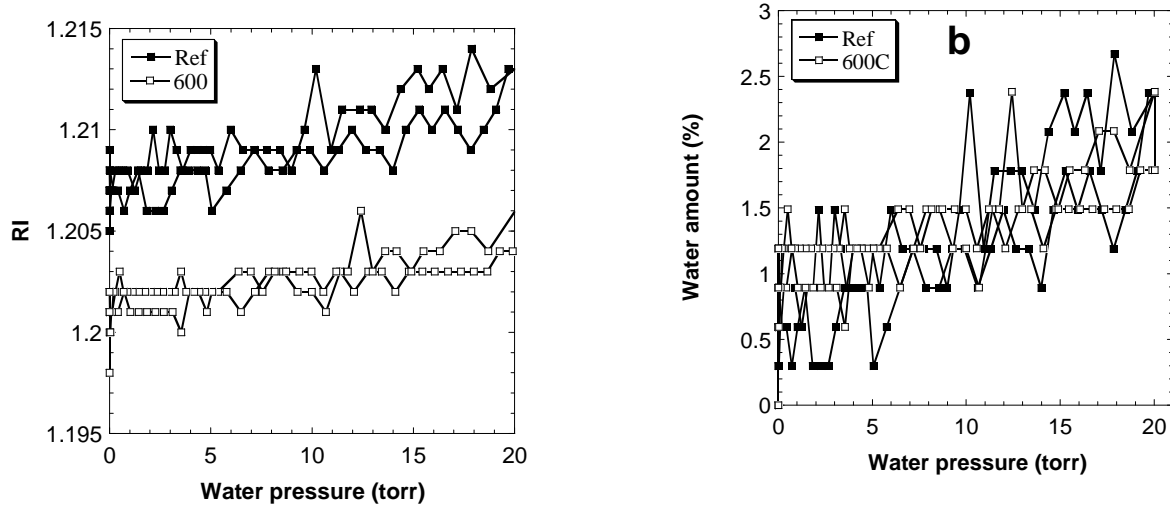 1.215
1.21
1.205
1.2
1.195
RI
Ref
600
0 5 10 15 20
Water pressure (torr)
3
2.5
2
1.5
1
0.5
0
Water amount (%)
Ref
600C
b
0 5 10 15 20
Water pressure (torr)